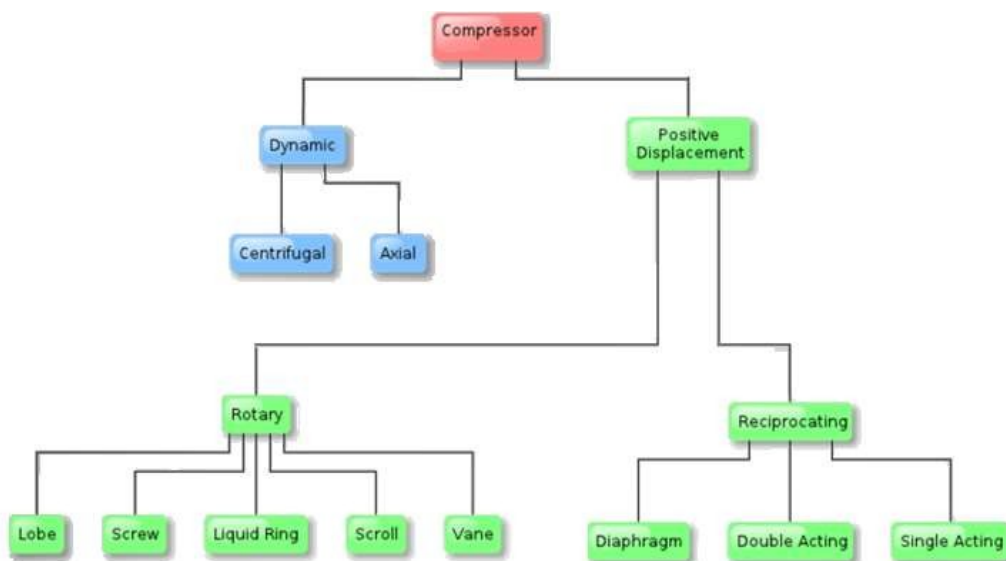 Compressor
Dynamic
Positive
Displacement
Centrifugal
Axial
Rotary
Reciprocating
Lobe
Screw
Liquid Ring
Scroll
Vane
Diaphragm
Double Acting
Single Acting